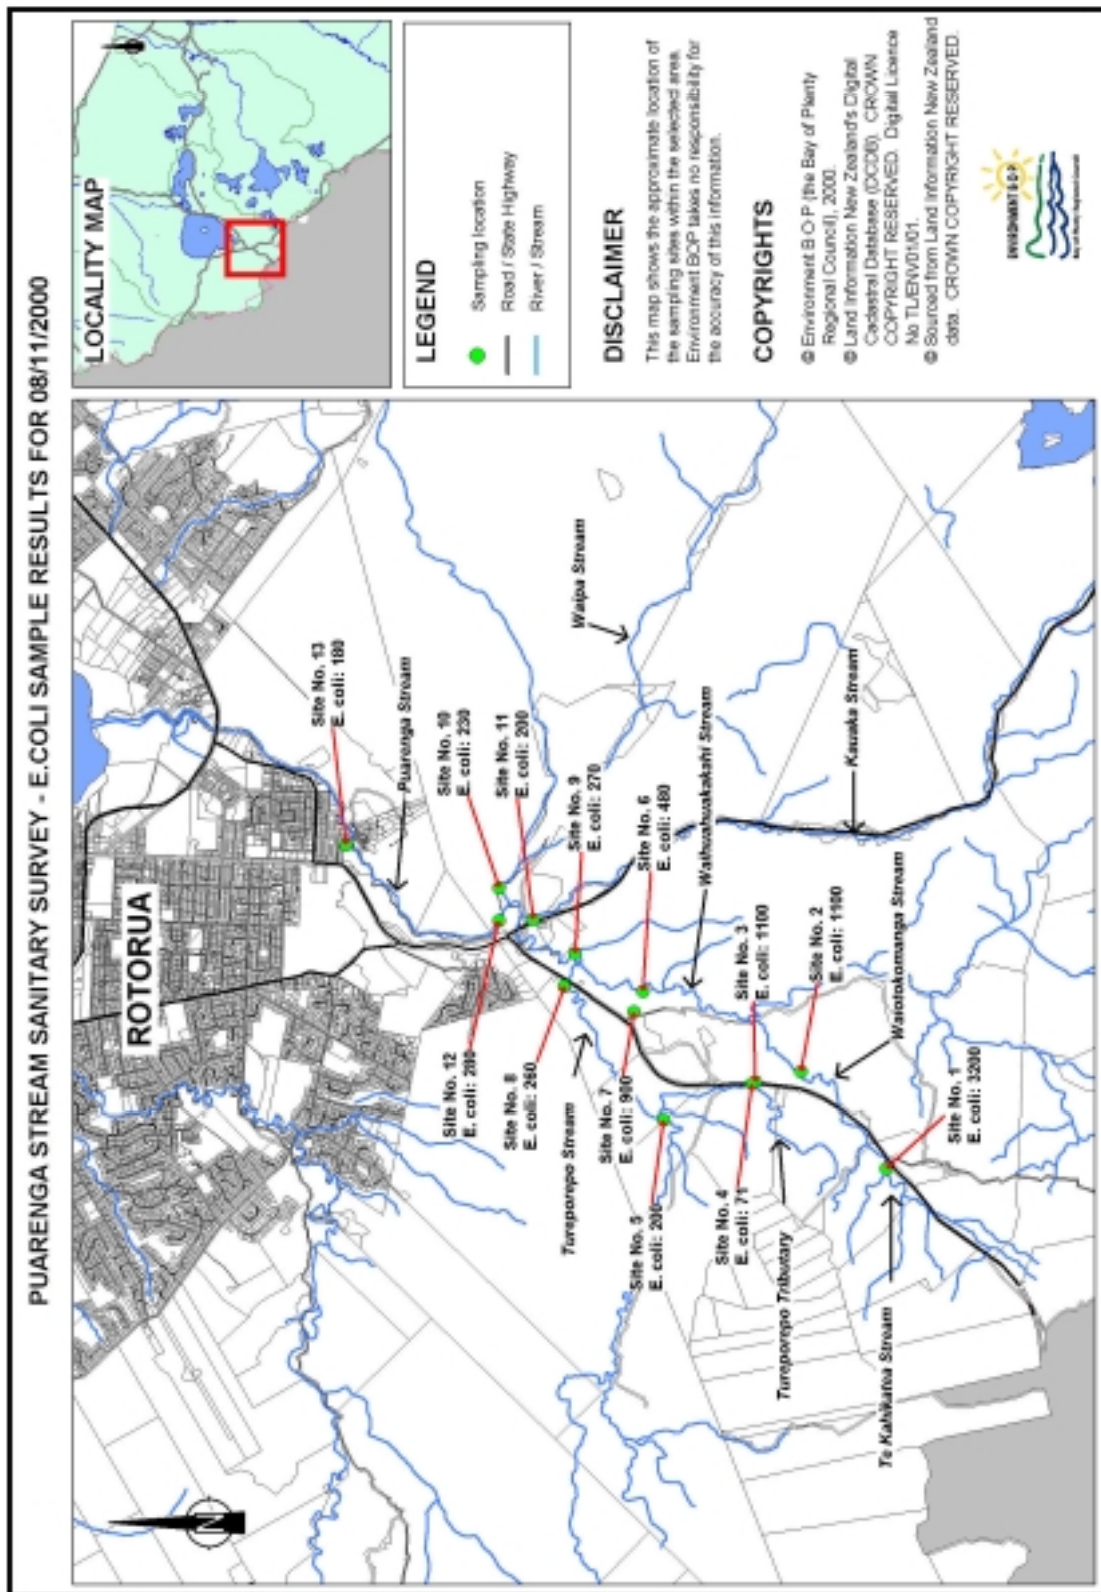 PUARENGA STREAM SANITARY SURVEY - E.COLI SAMPLE RESULTS FOR 08/11/2000
ROTORUA
Site No. 13
E. coli: 180
Puarenga Stream
Site No. 10
E. coli: 230
Site No. 11
E. coli: 200
Waipa Stream
Site No. 9
E. coli: 270
Site No. 6
E. coli: 480
Waihuahuakakahi Stream
Kauaka Stream
Site No. 12
E. coli: 280
Site No. 8
E. coli: 260
Tureporepo Stream
Site No. 7
E. coli: 900
Site No. 3
E. coli: 1100
Site No. 2
E. coli: 1100
Waiotokomanga Stream
Site No. 5
E. coli: 200
Site No. 4
E. coli: 71
Tureporepo Tributary
Site No. 1
E. coli: 3200
Te Kahikatea Stream
N
LOCALITY MAP
LEGEND
Sampling location
Road / State Highway
River / Stream
DISCLAIMER
This map shows the approximate location of
the sampling sites within the selected area.
Environment BOP takes no responsibility for
the accuracy of this information.
COPYRIGHTS
© Environment B O P (the Bay of Plenty
Regional Council), 2000.
© Land Information New Zealand's Digital
Cadastral Database (DCDB). CROWN
COPYRIGHT RESERVED. Digital Licence
No TL/ENV01/01.
© Sourced from Land Information New Zealand
data. CROWN COPYRIGHT RESERVED.
ENVIRONMENT B·O·P